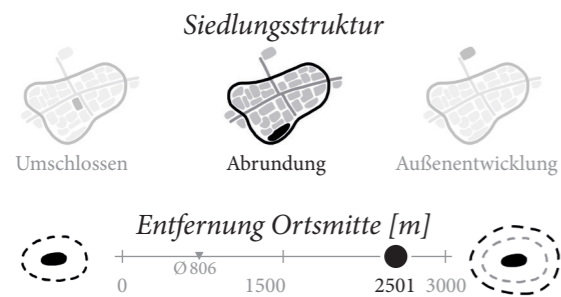 Siedlungsstruktur
Umschlossen Abrundung Außenentwicklung
Entfernung Ortsmitte [m]
Ø 806
0 1500 2501 3000